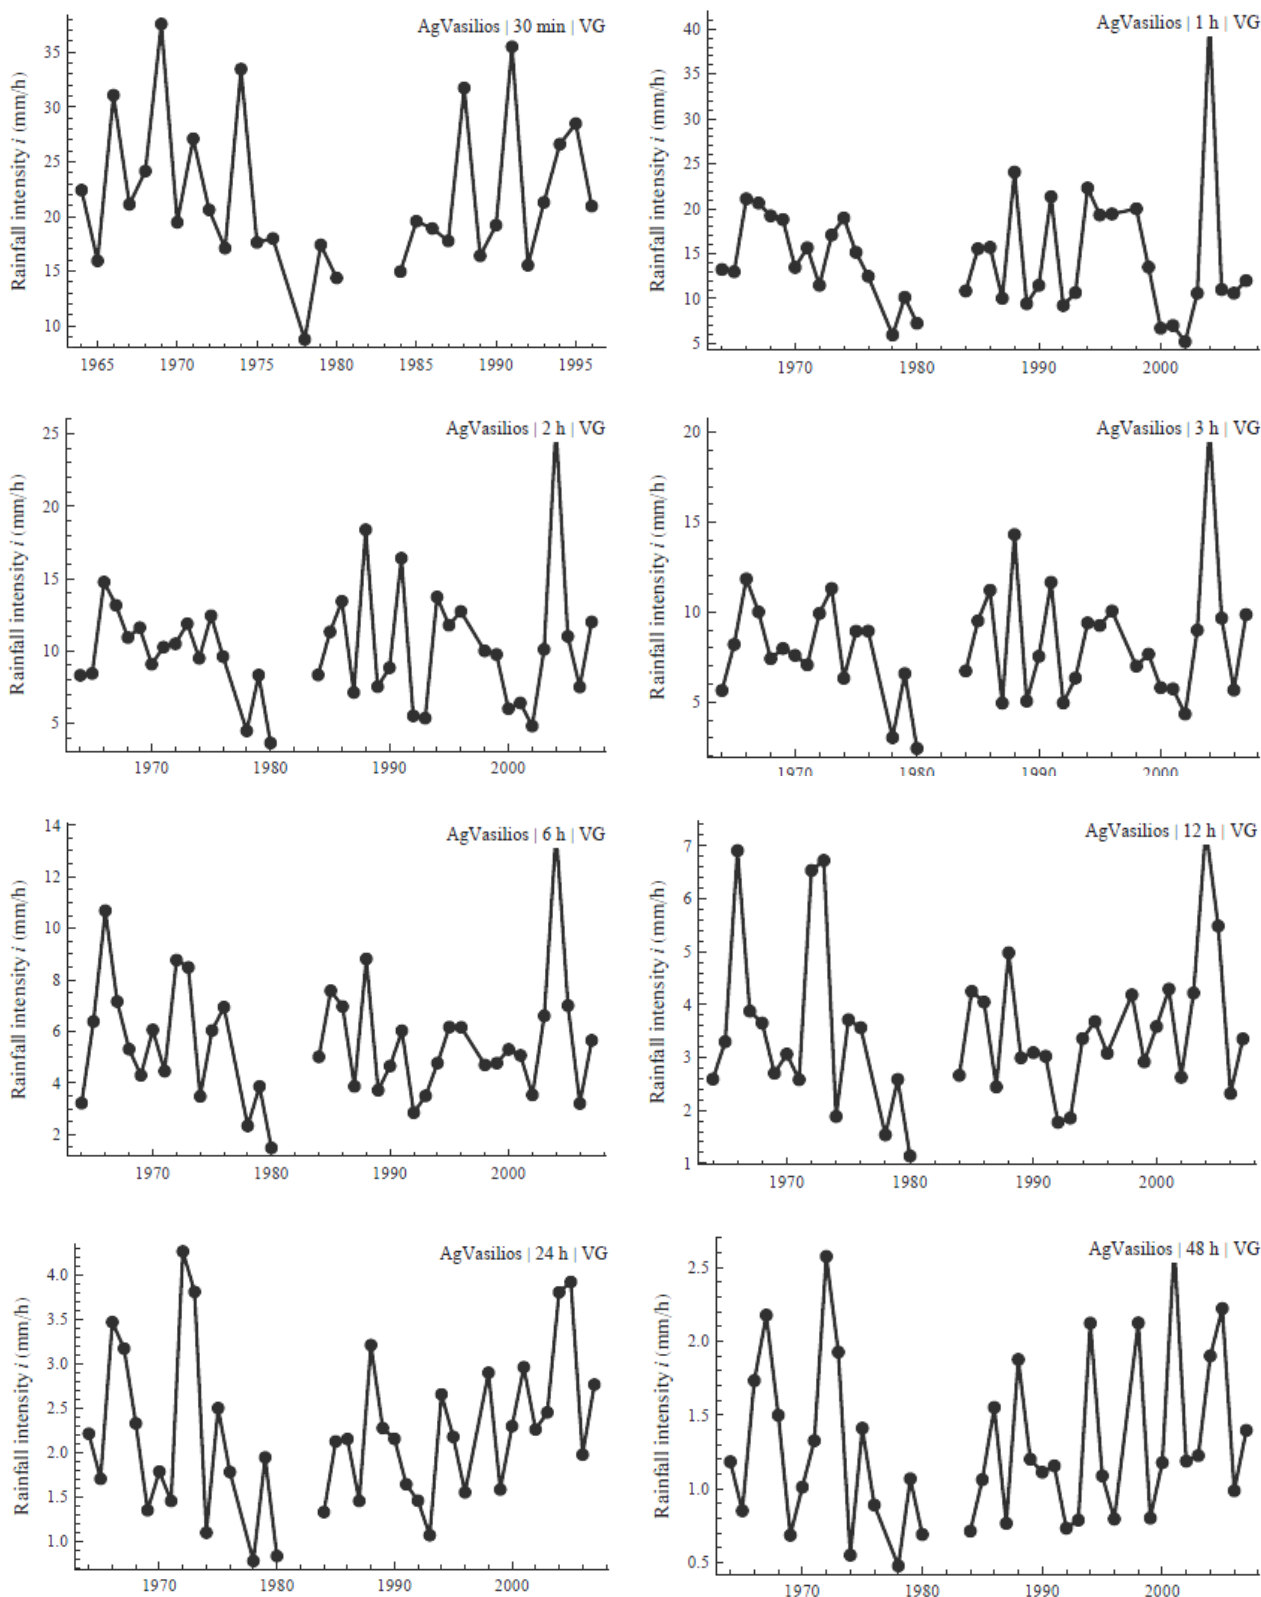 AgVasilios | 30 min | VG
Rainfall intensity i (mm/h)
35
30
25
20
15
10
1965 1970 1975 1980 1985 1990 1995
AgVasilios | 1 h | VG
Rainfall intensity i (mm/h)
40
35
30
25
20
15
10
5
1970 1980 1990 2000
AgVasilios | 2 h | VG
Rainfall intensity i (mm/h)
25
20
15
10
5
1970 1980 1990 2000
AgVasilios | 3 h | VG
Rainfall intensity i (mm/h)
20
15
10
5
1970 1980 1990 2000
AgVasilios | 6 h | VG
Rainfall intensity i (mm/h)
14
12
10
8
6
4
2
1970 1980 1990 2000
AgVasilios | 12 h | VG
Rainfall intensity i (mm/h)
7
6
5
4
3
2
1
1970 1980 1990 2000
AgVasilios | 24 h | VG
Rainfall intensity i (mm/h)
4.0
3.5
3.0
2.5
2.0
1.5
1.0
1970 1980 1990 2000
AgVasilios | 48 h | VG
Rainfall intensity i (mm/h)
2.5
2.0
1.5
1.0
0.5
1970 1980 1990 2000